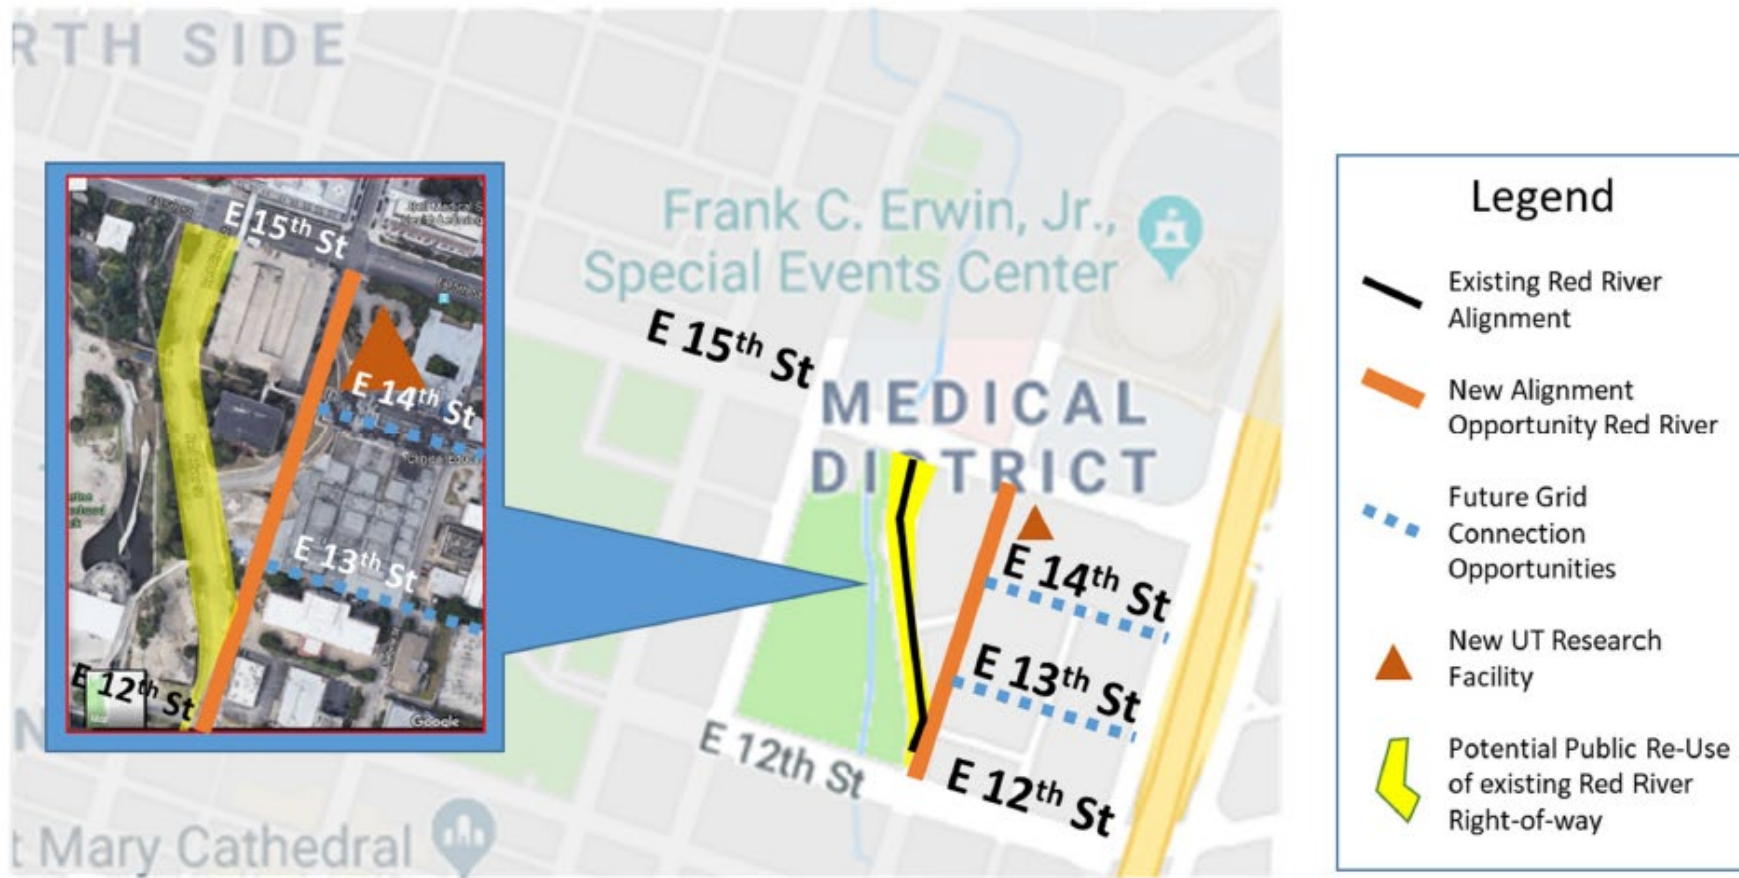 RTH SIDE
E 15th St
E 14th St
E 13th St
E 12th St
Google
Frank C. Erwin, Jr.,
Special Events Center
E 15th St
MEDICAL
DISTRICT
E 14th St
E 13th St
E 12th St
E 12th St
t Mary Cathedral
Legend
Existing Red River
Alignment
New Alignment
Opportunity Red River
Future Grid
Connection
Opportunities
New UT Research
Facility
Potential Public Re-Use
of existing Red River
Right-of-way